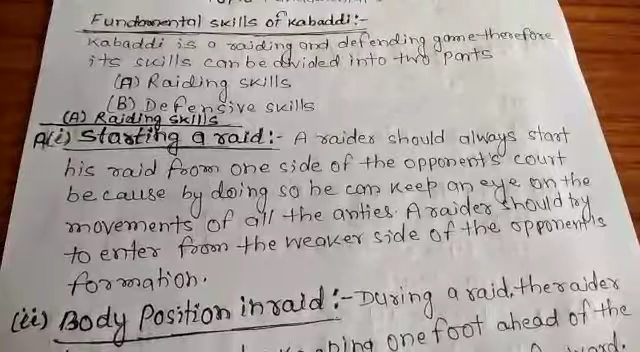 Fundamental skills of kabaddi:-
Kabaddi is a raiding and defending game therefore
its skills can be divided into two parts
(A) Raiding skills
(B) Defensive skills
(A) Raiding skills
A(i) Starting a raid:- A raider should always start
his raid from one side of the opponent's court
because by doing so he can keep an eye on the
movements of all the anties. A raider should try
to enter from the weaker side of the opponent's
formation.
(ii) Body Position in raid:- During a raid, the raider
one foot ahead of the